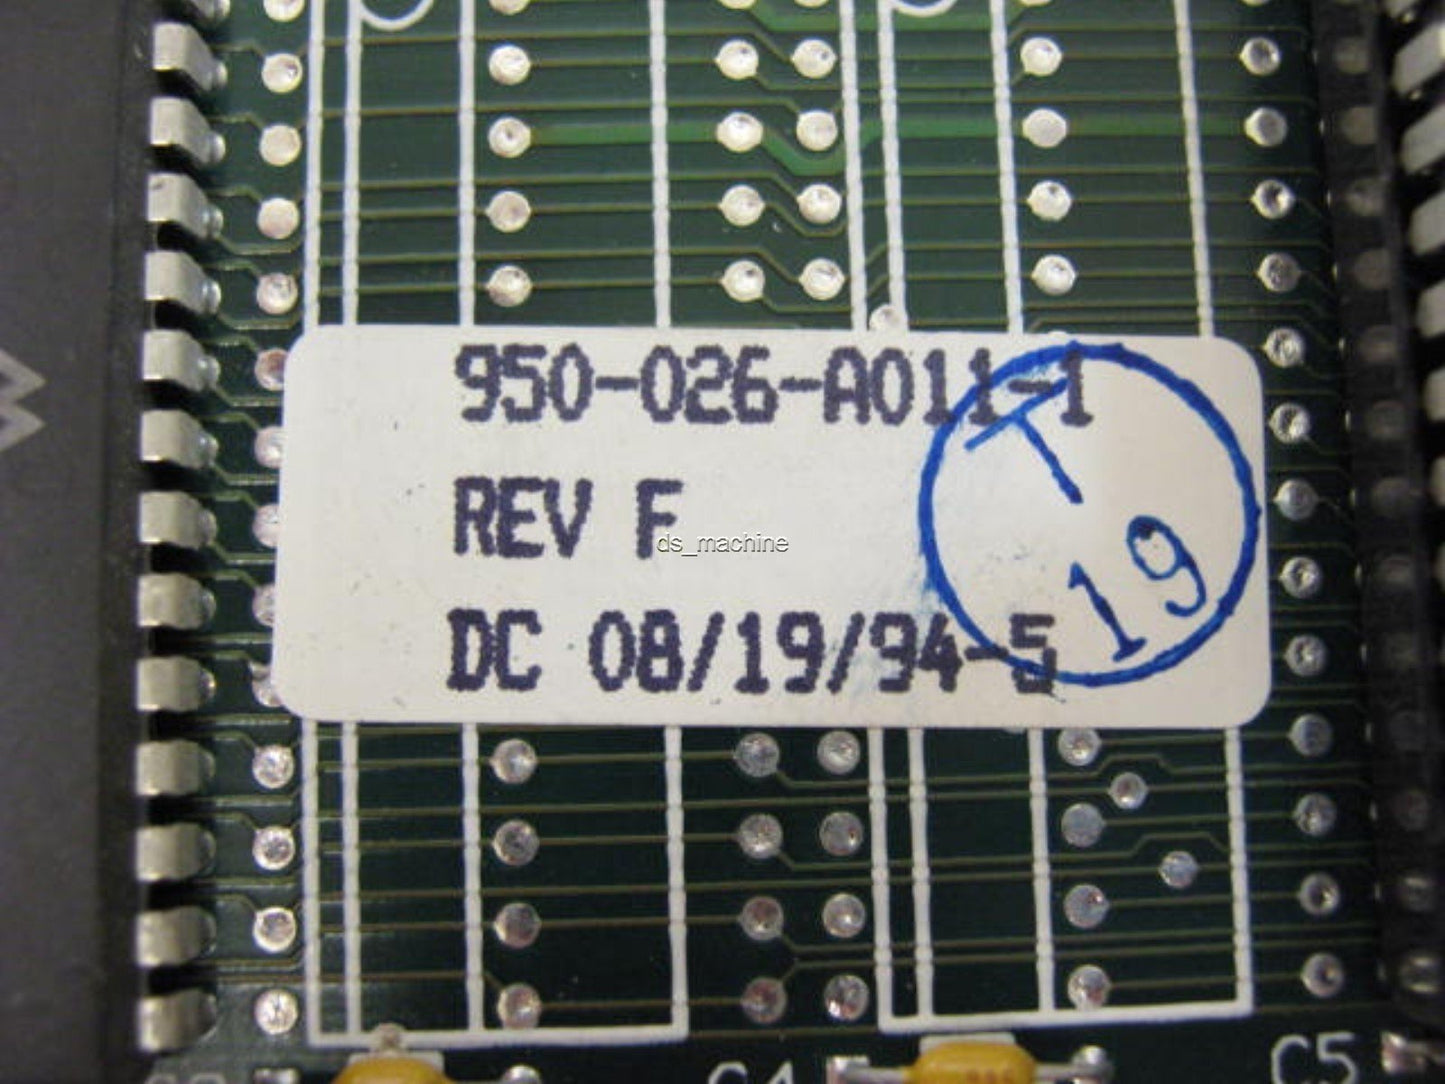 950-026-A011-1
REV F
ds_machine
DC 08/19/94-5
T
19
C4
C5